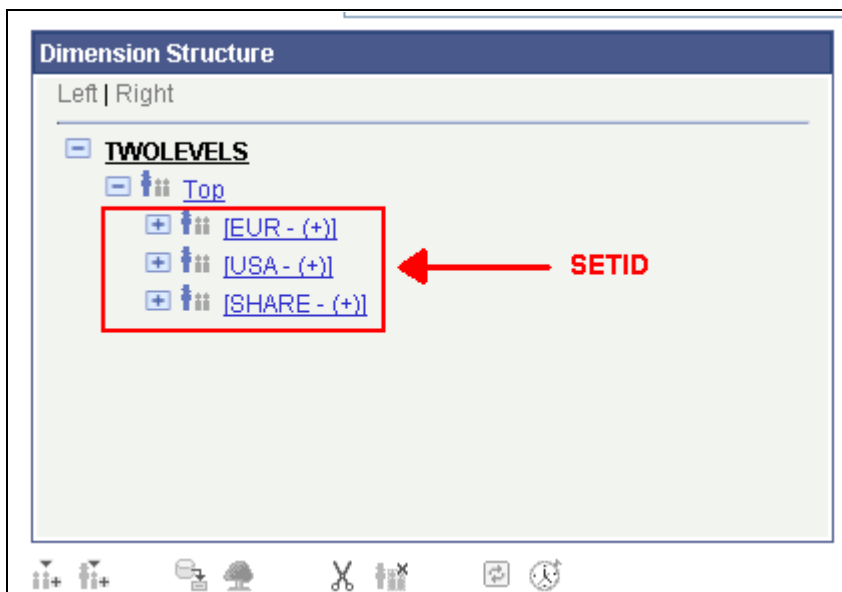 Dimension Structure
Left | Right
TWOLEVELS
Top
[EUR - (+)]
[USA - (+)]
[SHARE - (+)]
SETID